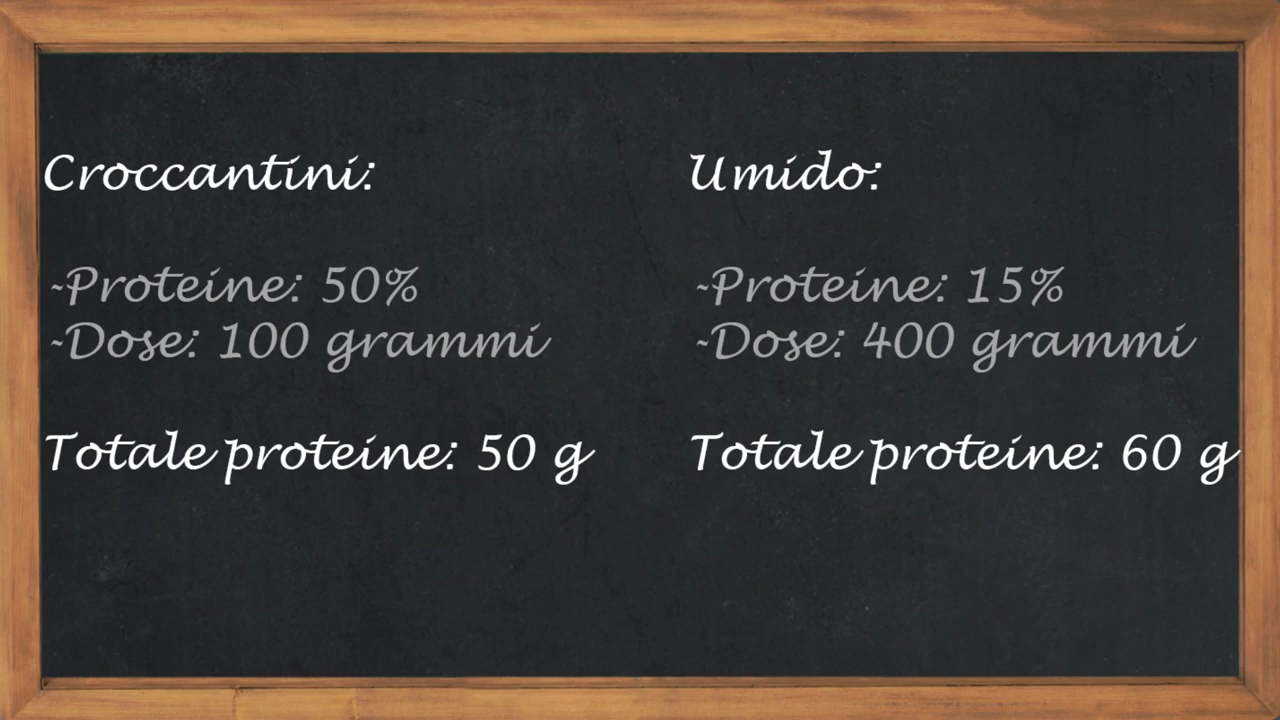 Croccantini:
-Proteine: 50%
-Dose: 100 grammi
Totale proteine: 50 g
Umido:
-Proteine: 15%
-Dose: 400 grammi
Totale proteine: 60 g